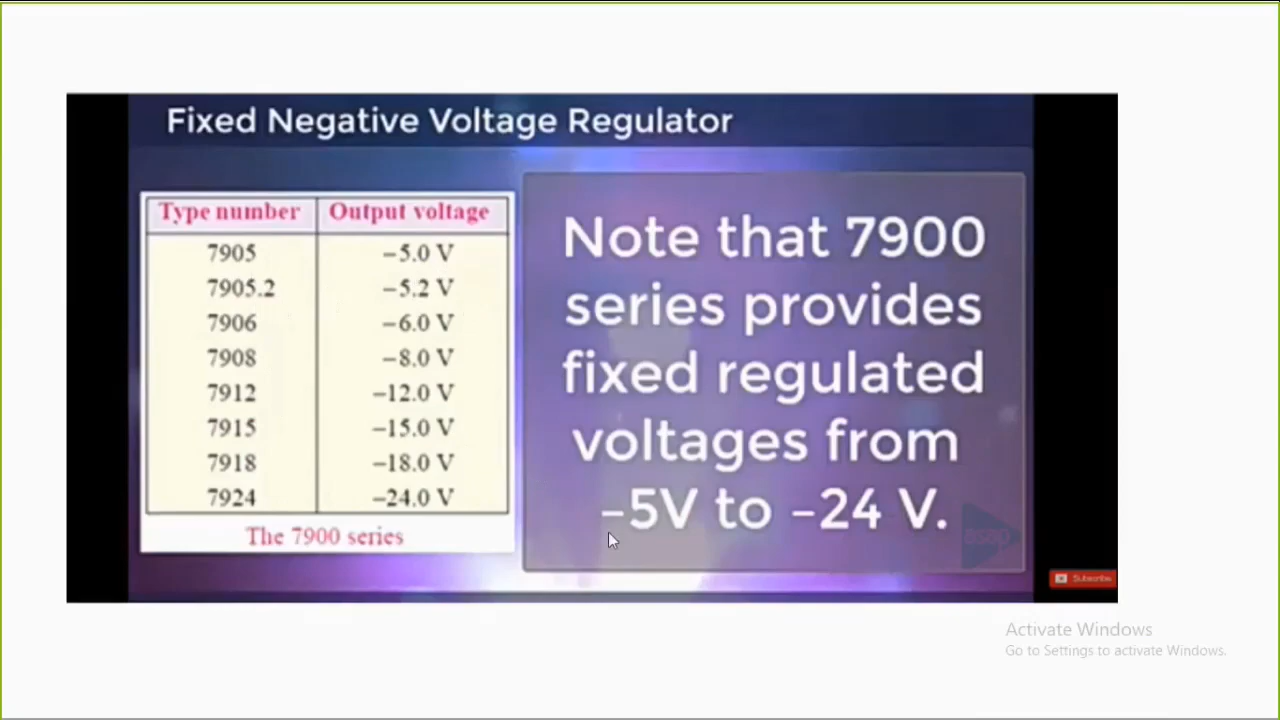 Fixed Negative Voltage Regulator
Type number Output voltage
7905 –5.0 V
7905.2 –5.2 V
7906 –6.0 V
7908 –8.0 V
7912 –12.0 V
7915 –15.0 V
7918 –18.0 V
7924 –24.0 V
The 7900 series
Note that 7900
series provides
fixed regulated
voltages from
–5V to –24 V.
Subscribe
Activate Windows
Go to Settings to activate Windows.